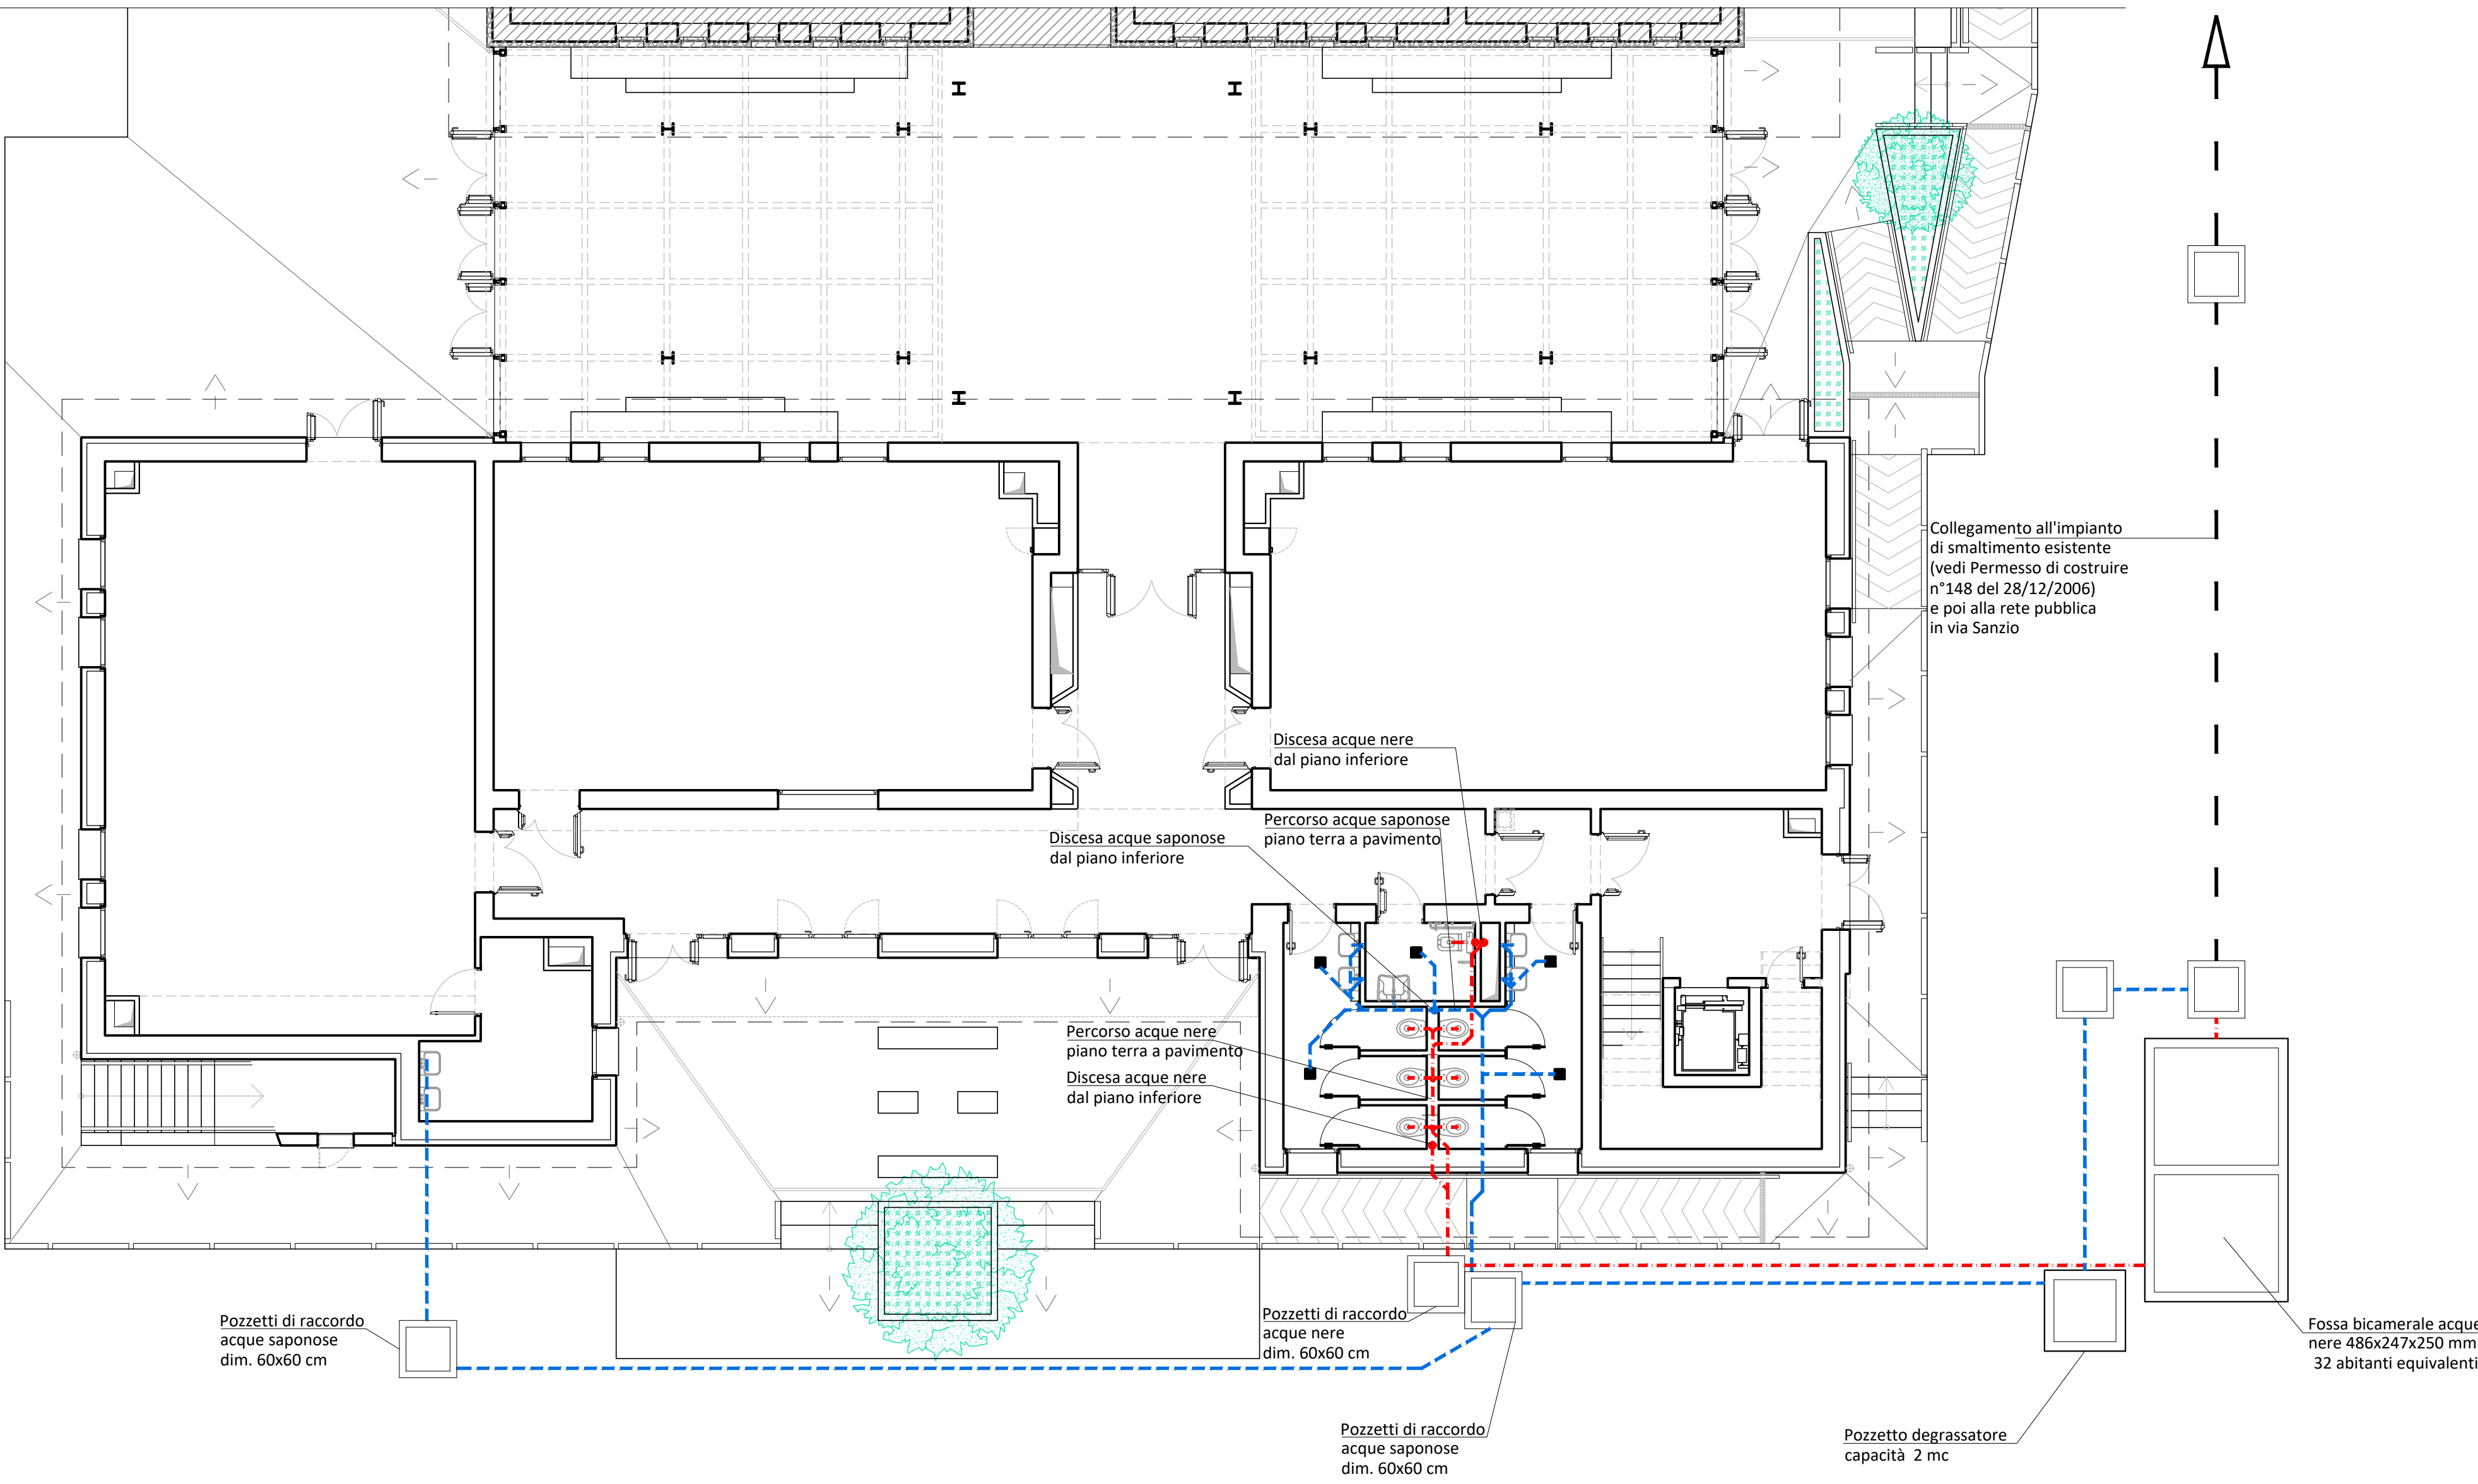 Collegamento all'impianto
di smaltimento esistente
(vedi Permesso di costruire
n°148 del 28/12/2006)
e poi alla rete pubblica
in via Sanzio
Discesa acque nere
dal piano inferiore
Percorso acque saponose
piano terra a pavimento
Discesa acque saponose
dal piano inferiore
Percorso acque nere
piano terra a pavimento
Discesa acque nere
dal piano inferiore
Pozzetti di raccordo
acque saponose
dim. 60x60 cm
Pozzetti di raccordo
acque nere
dim. 60x60 cm
Fossa bicamerale acque
nere 486x247x250 mm
32 abitanti equivalenti
Pozzetti di raccordo
acque saponose
dim. 60x60 cm
Pozzetto degrassatore
capacità 2 mc